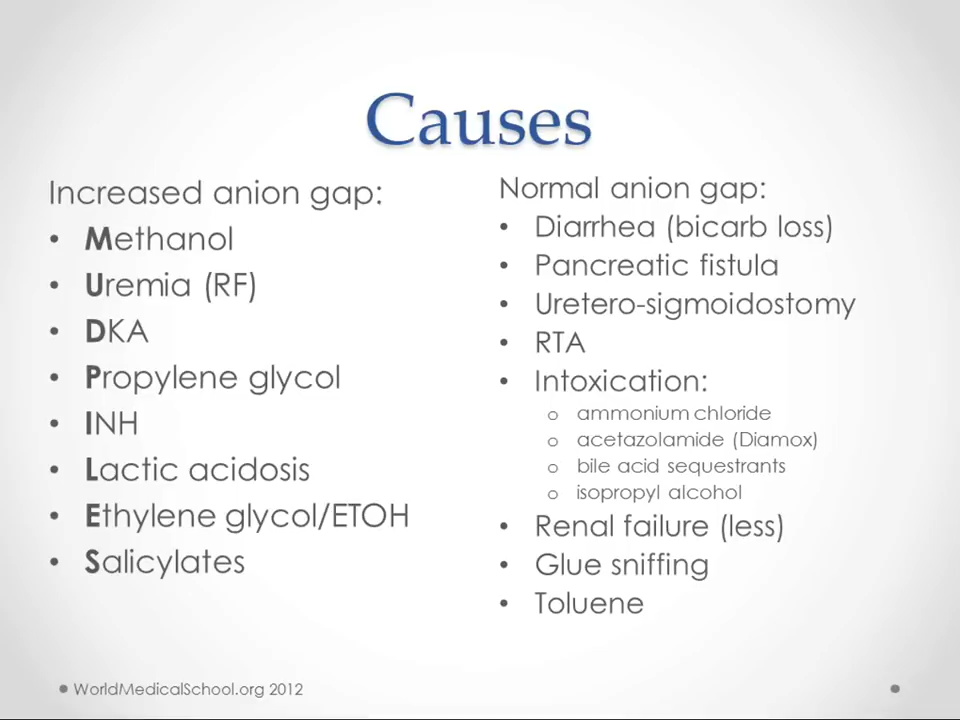 Causes
Increased anion gap:
• Methanol
• Uremia (RF)
• DKA
• Propylene glycol
• INH
• Lactic acidosis
• Ethylene glycol/ETOH
• Salicylates
Normal anion gap:
• Diarrhea (bicarb loss)
• Pancreatic fistula
• Uretero-sigmoidostomy
• RTA
• Intoxication:
o ammonium chloride
o acetazolamide (Diamox)
o bile acid sequestrants
o isopropyl alcohol
• Renal failure (less)
• Glue sniffing
• Toluene
WorldMedicalSchool.org 2012